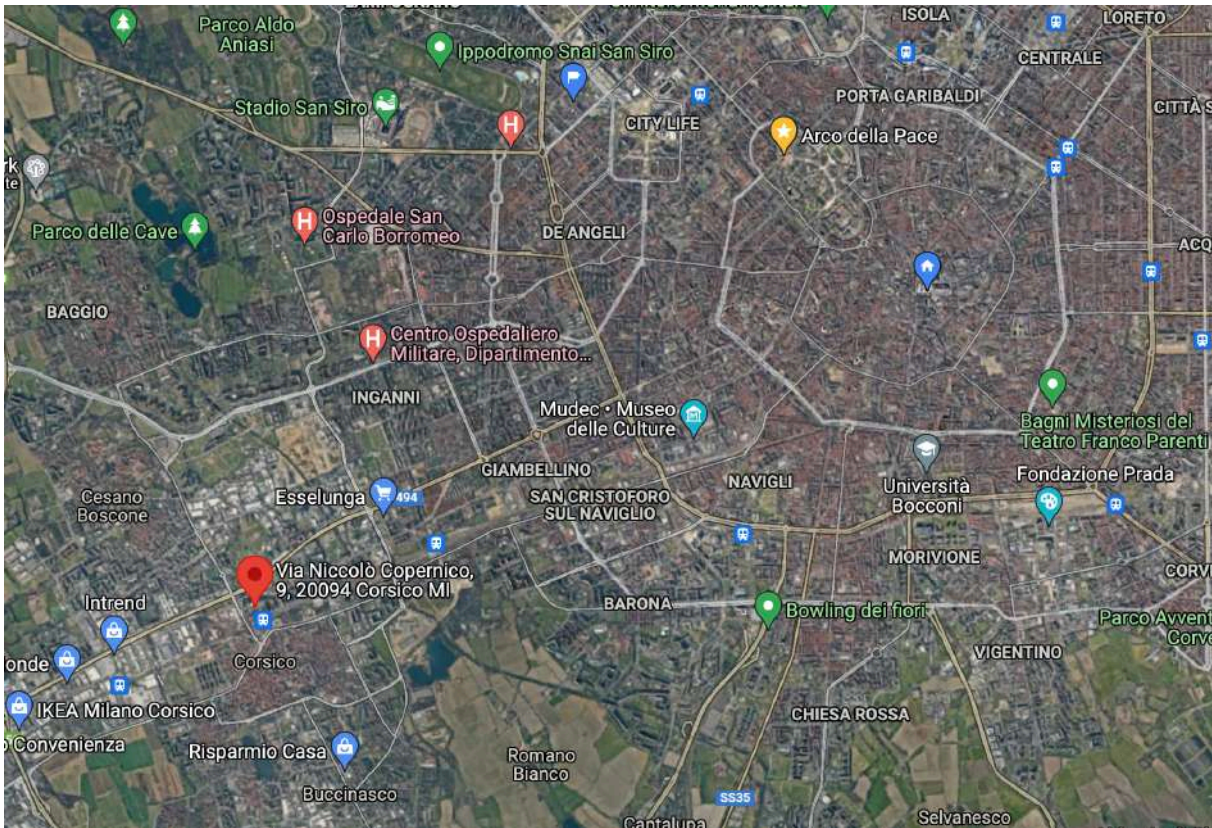 Parco Aldo
Aniasi
Ippodromo Snai San Siro
ISOLA
LORETO
CENTRALE
Stadio San Siro
CITY LIFE
PORTA GARIBALDI
CITTÀ S
Arco della Pace
Parco delle Cave
Ospedale San
Carlo Borromeo
DE ANGELI
ACQ
BAGGIO
Centro Ospedaliero
Militare, Dipartimento...
INGANNI
Mudec • Museo
delle Culture
Bagni Misteriosi del
Teatro Franco Parenti
GIAMBELLINO
Cesano
Boscone
Esselunga
494
SAN CRISTOFORO
SUL NAVIGLIO
NAVIGLI
Università
Bocconi
Fondazione Prada
MORIVIONE
Via Niccolò Copernico,
9, 20094 Corsico MI
CORV
Intrend
BARONA
Bowling dei fiori
Parco Avvent
Corve
onde
Corsico
VIGENTINO
IKEA Milano Corsico
CHIESA ROSSA
o Convenienza
Risparmio Casa
Romano
Bianco
Buccinasco
SS35
Cantalupa
Selvanesco